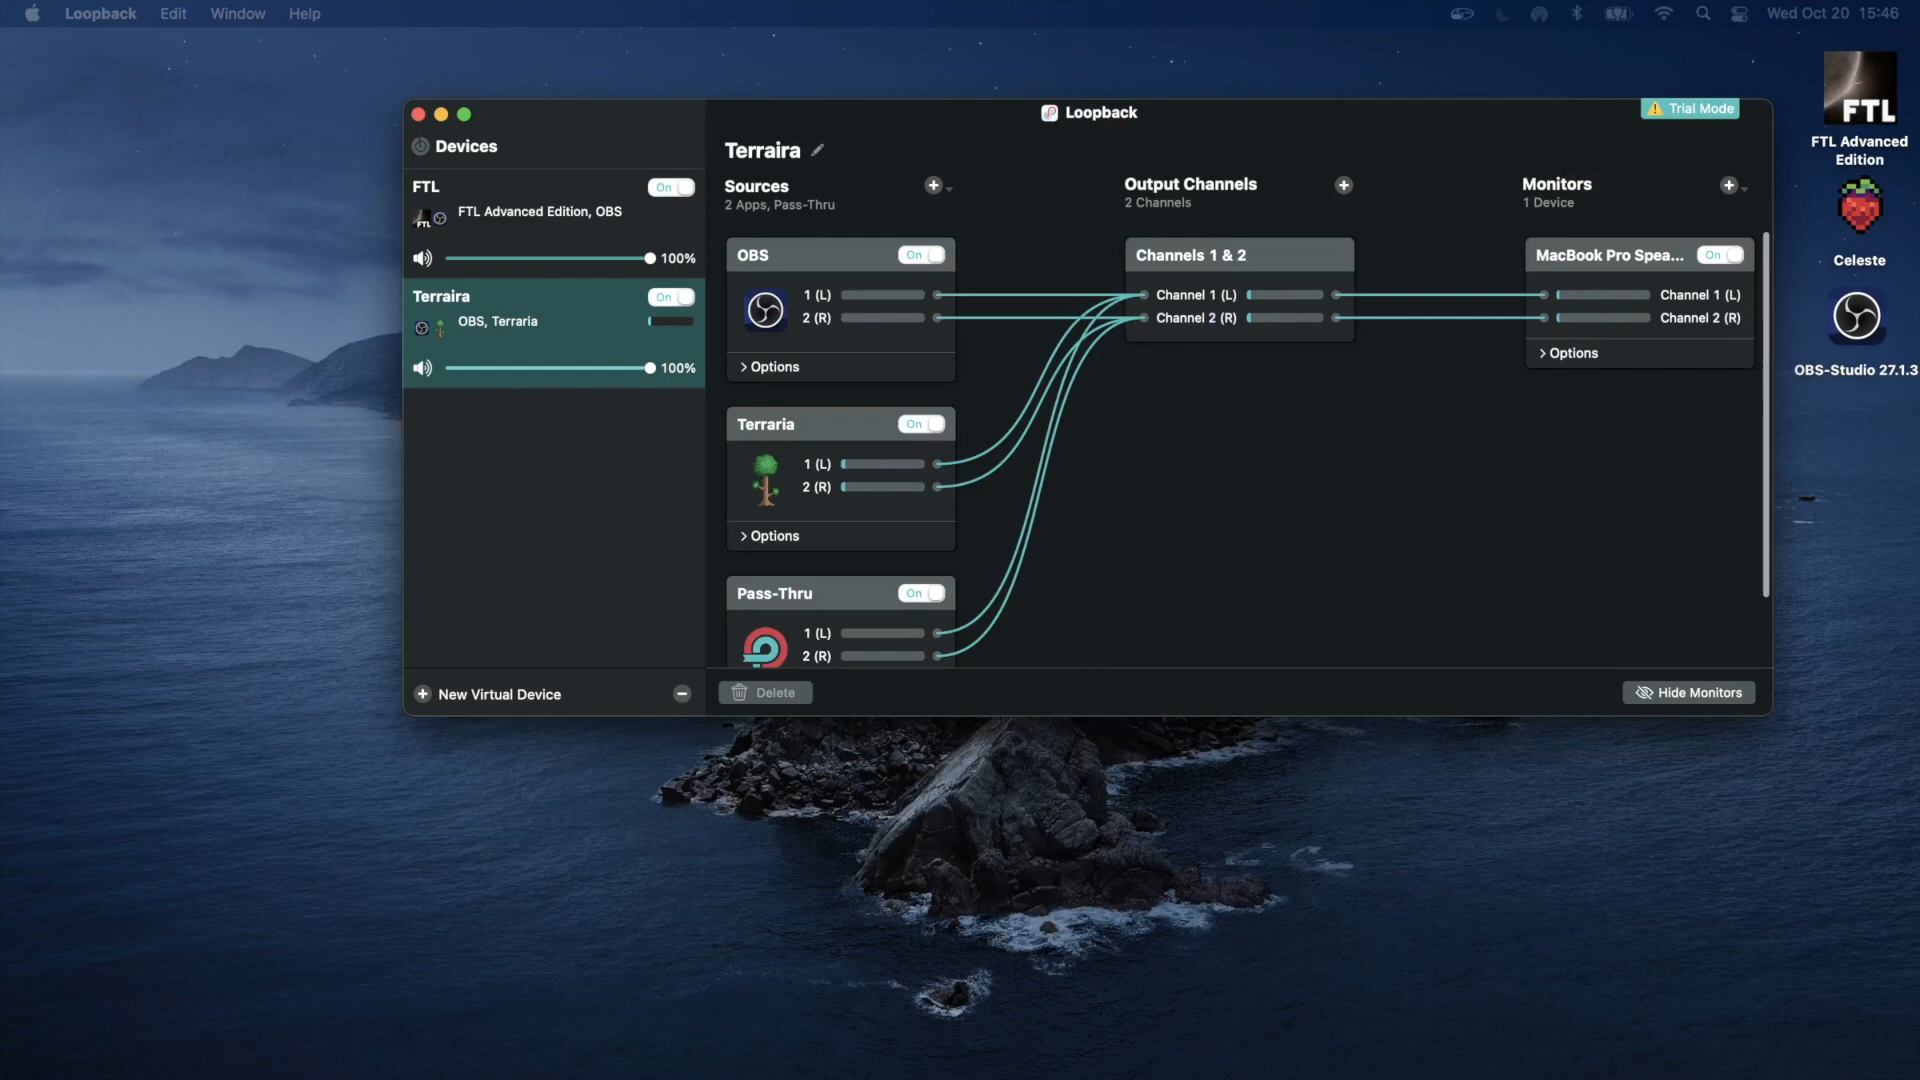 Loopback Edit Window Help Wed Oct 20 15:46
Loopback
Trial Mode
Devices
FTL On
FTL Advanced Edition, OBS
100%
Terraira On
OBS, Terraria
100%
New Virtual Device
Terraira
Sources
2 Apps, Pass-Thru
OBS On
1 (L)
2 (R)
Options
Terraria On
1 (L)
2 (R)
Options
Pass-Thru On
1 (L)
2 (R)
Output Channels
2 Channels
Channels 1 & 2
Channel 1 (L)
Channel 2 (R)
Monitors
1 Device
MacBook Pro Spea... On
Channel 1 (L)
Channel 2 (R)
Options
Delete
Hide Monitors
FTL
FTL Advanced
Edition
Celeste
OBS-Studio 27.1.3